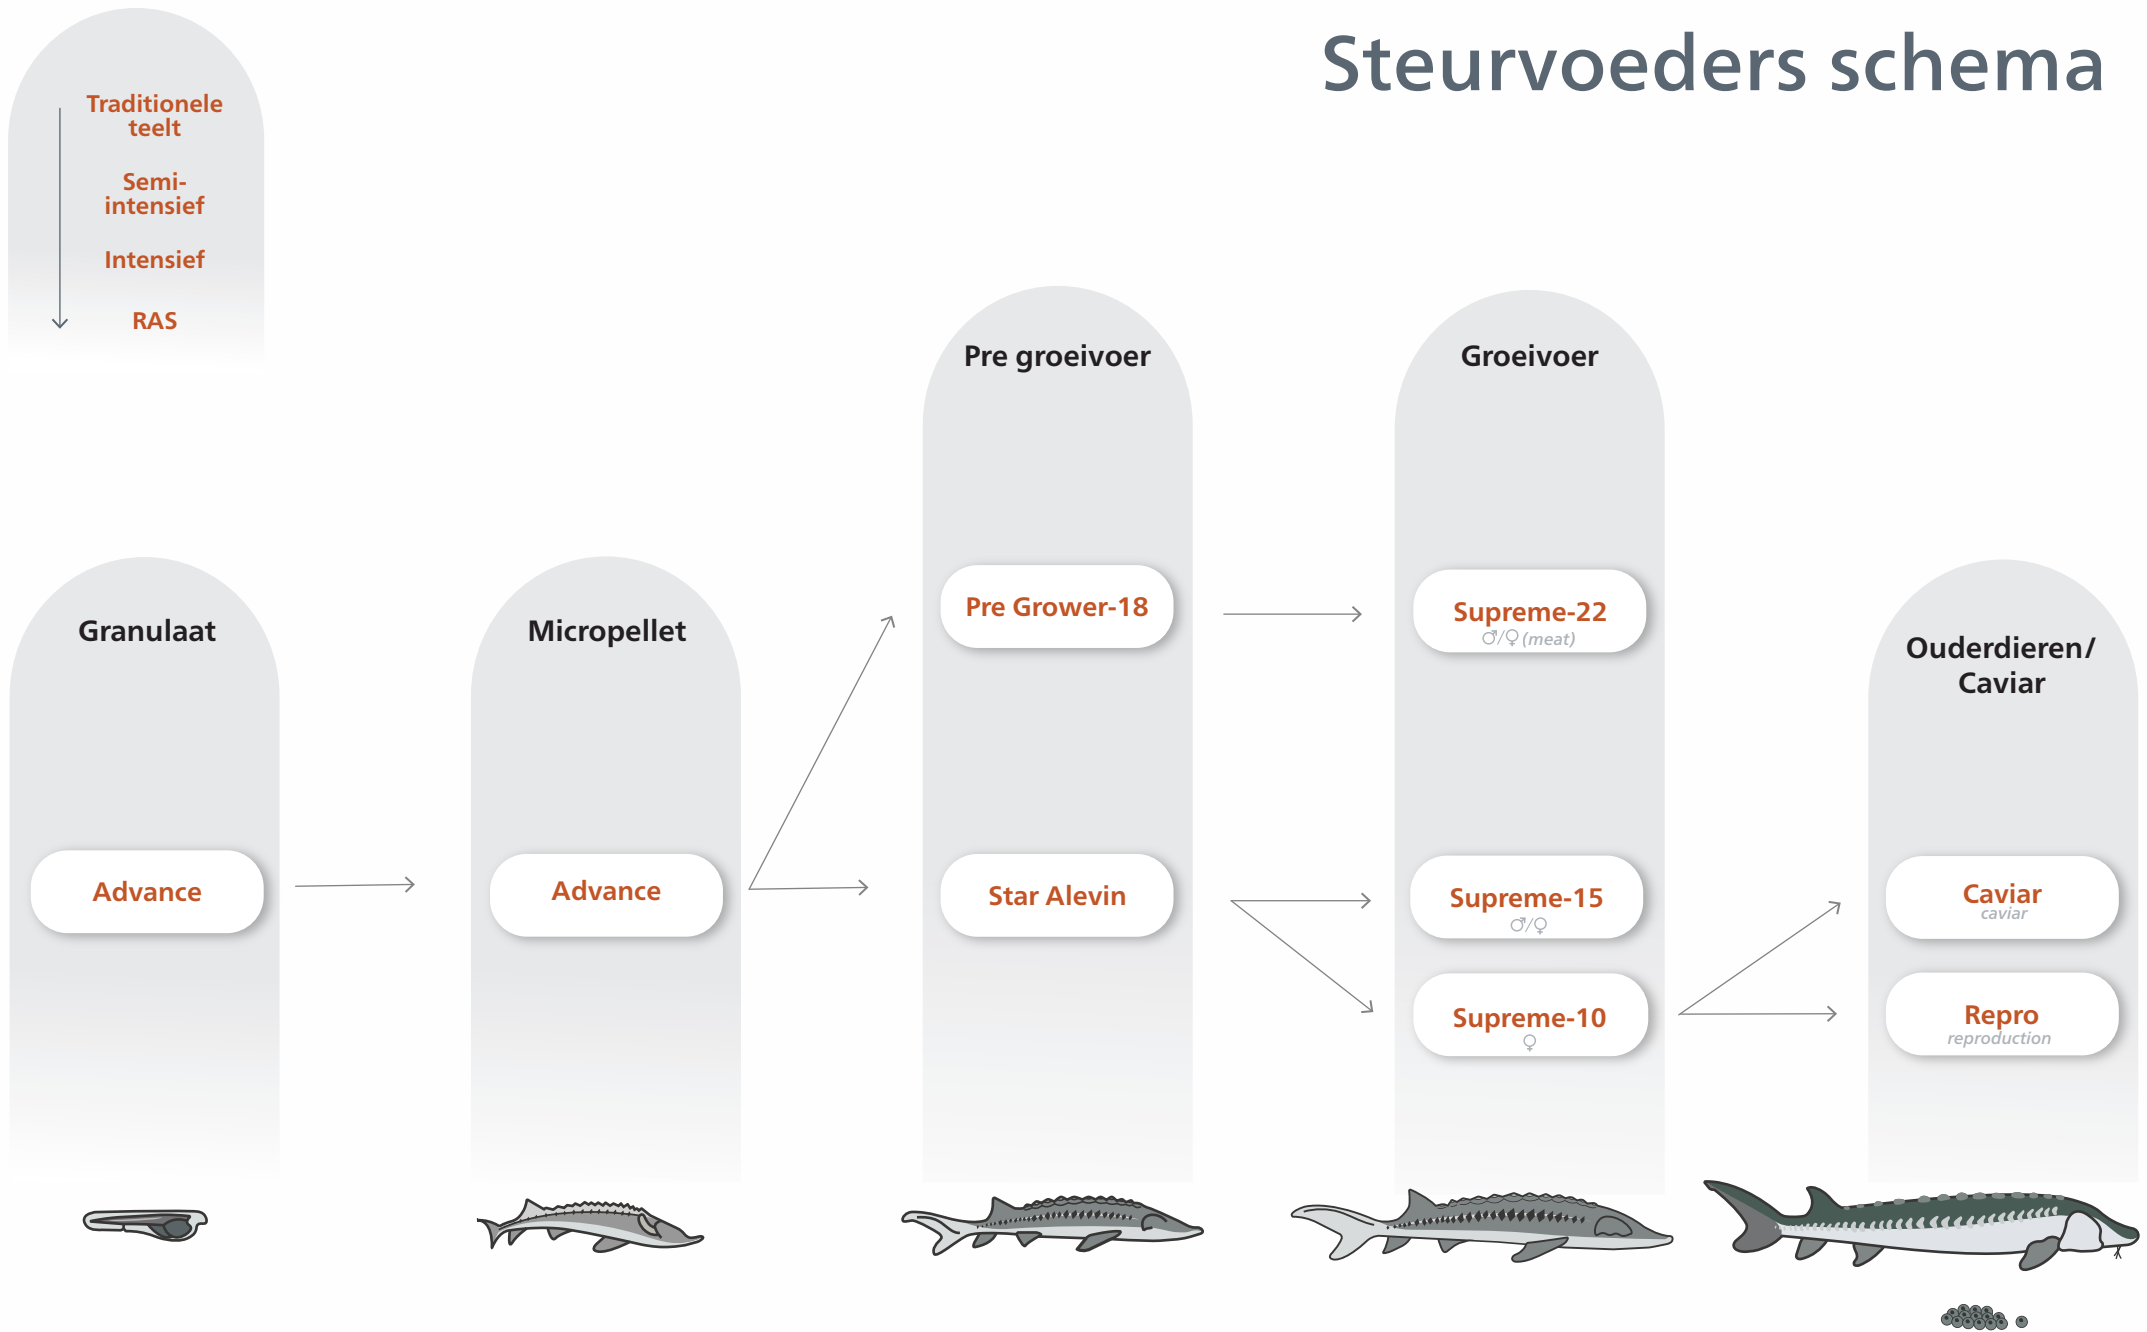 Steurvoeders schema
Traditionele
teelt
Semi-
intensief
Intensief
RAS
Granulaat
Advance
Micropellet
Advance
Pre groeivoer
Pre Grower-18
Star Alevin
Groeivoer
Supreme-22
♂/♀ (meat)
Supreme-15
♂/♀
Supreme-10
♀
Ouderdieren/
Caviar
Caviar
caviar
Repro
reproduction